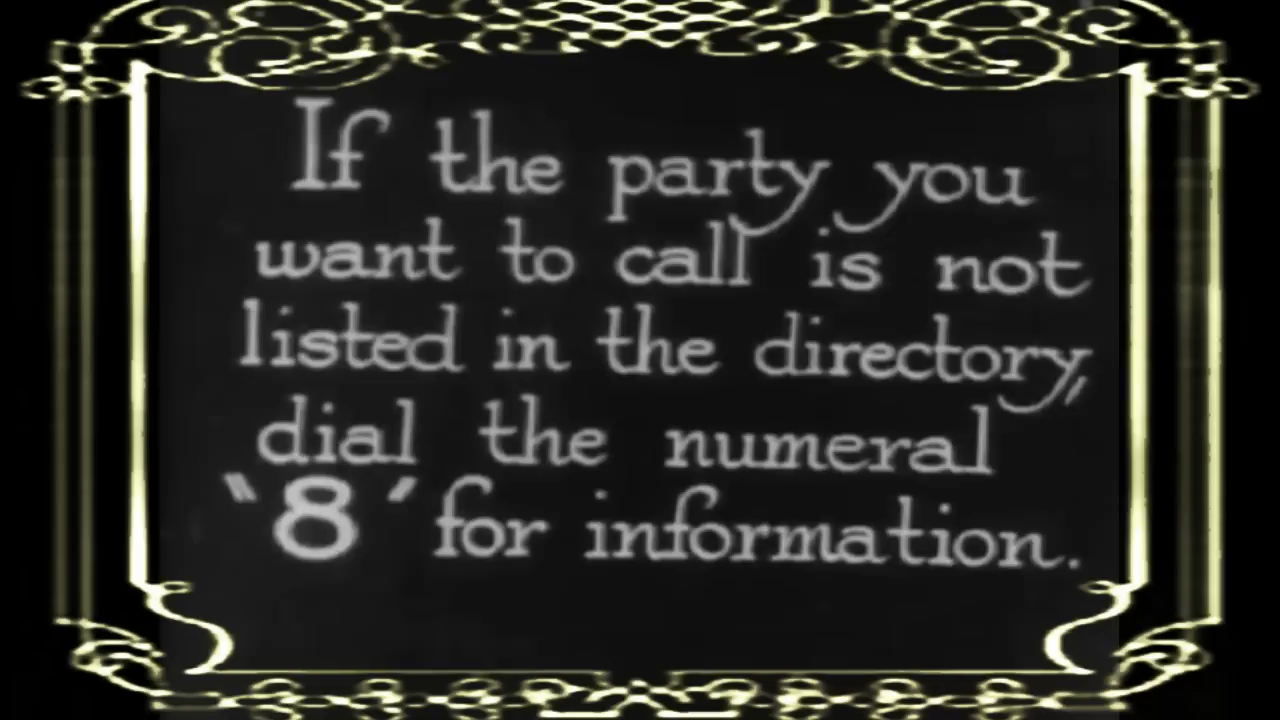 If the party you
want to call is not
listed in the directory,
dial the numeral
"8" for information.